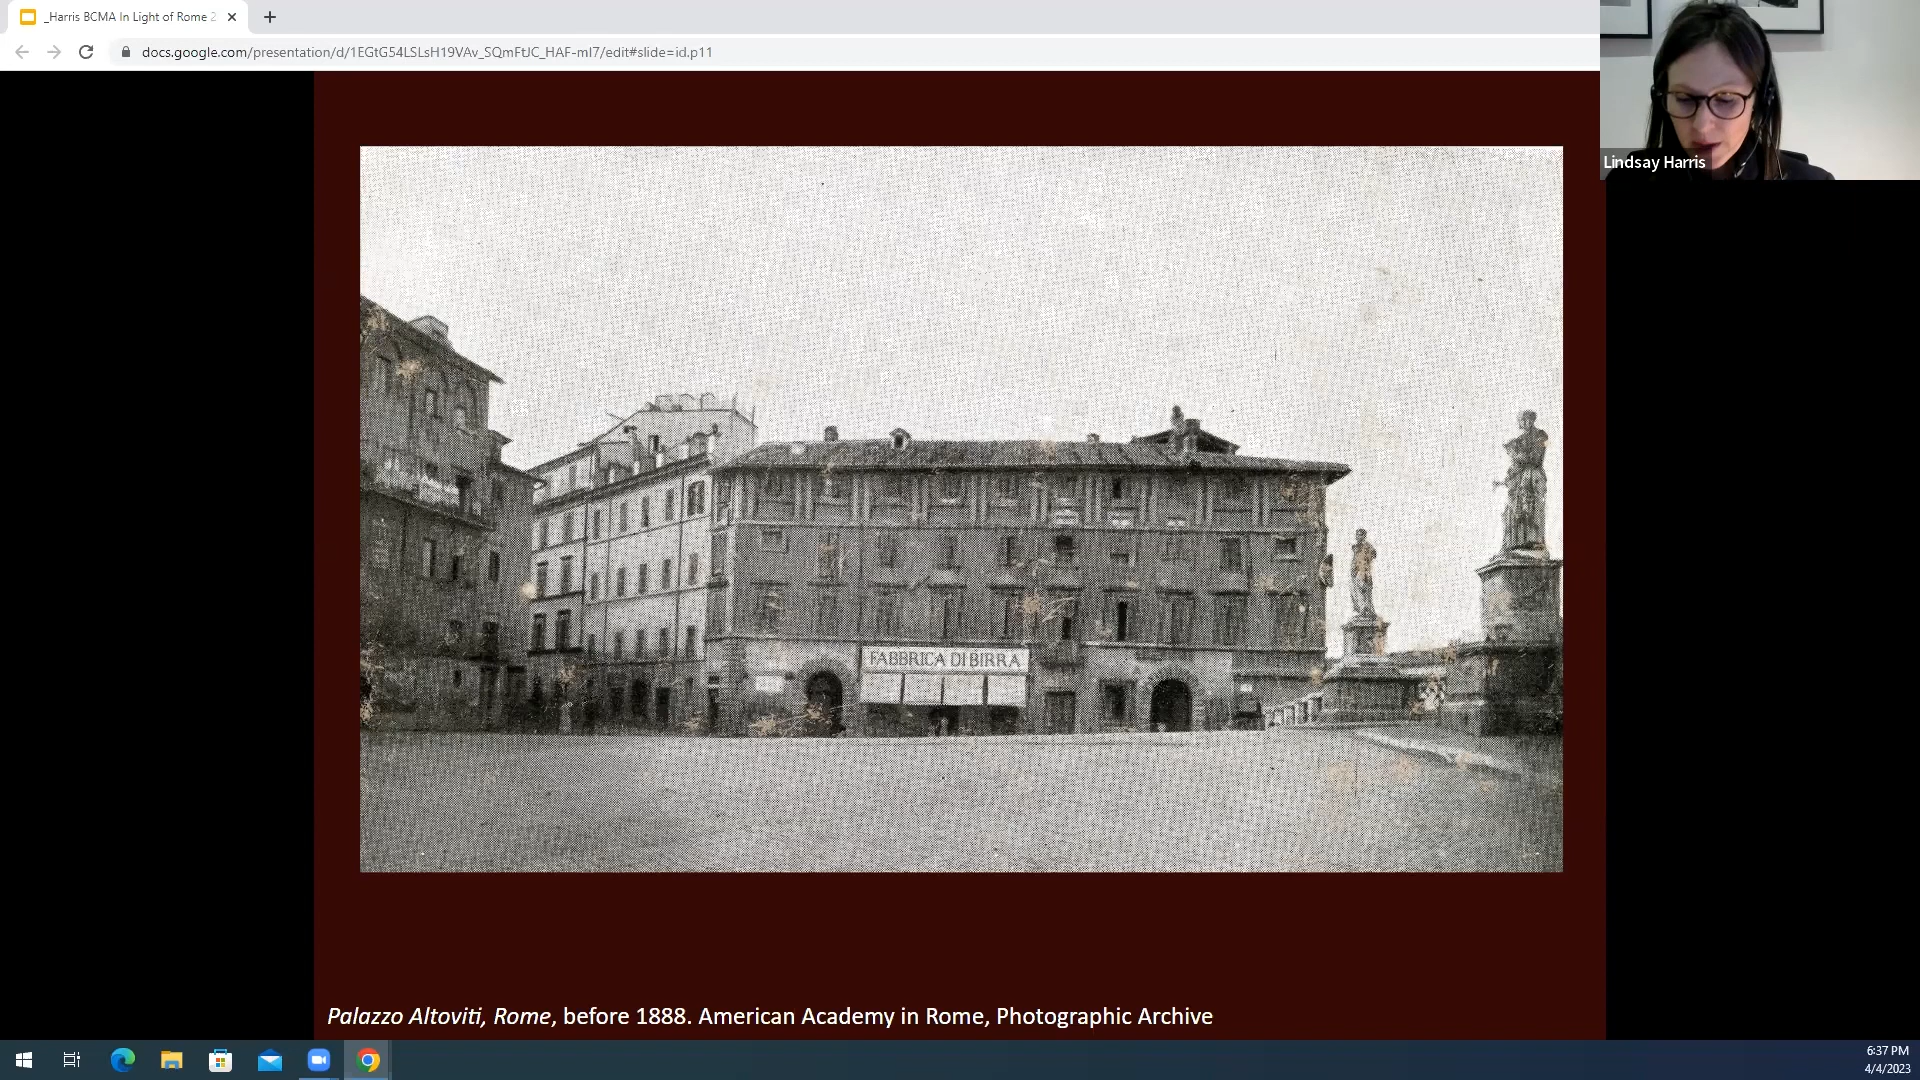 _Harris BCMA In Light of Rome 2
docs.google.com/presentation/d/1EGtG54LSLsH19VAv_SQmFtJC_HAF-mI7/edit#slide=id.p11
Lindsay Harris
FABBRICA DI BIRRA
Palazzo Altoviti, Rome, before 1888. American Academy in Rome, Photographic Archive
6:37 PM
4/4/2023